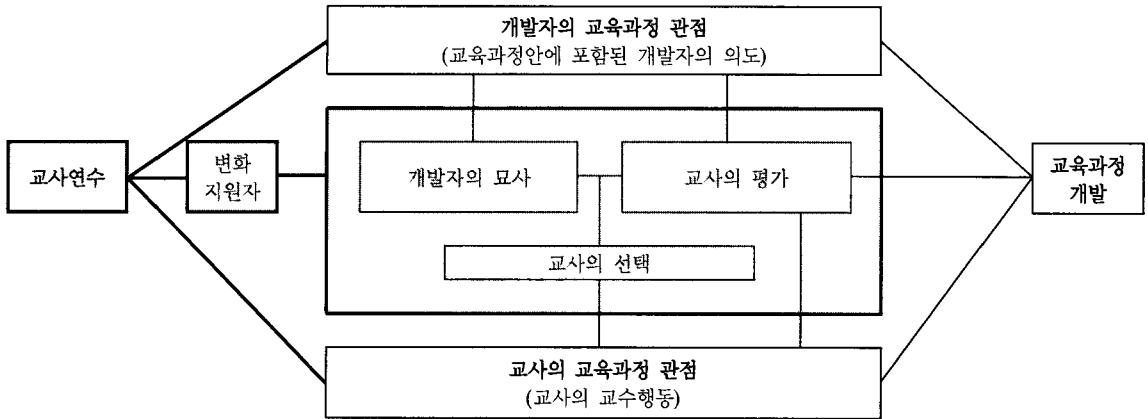 개발자의 교육과정 관점
(교육과정안에 포함된 개발자의 의도)
교사연수
변화
지원자
개발자의 묘사
교사의 평가
교육과정
개발
교사의 선택
교사의 교육과정 관점
(교사의 교수행동)